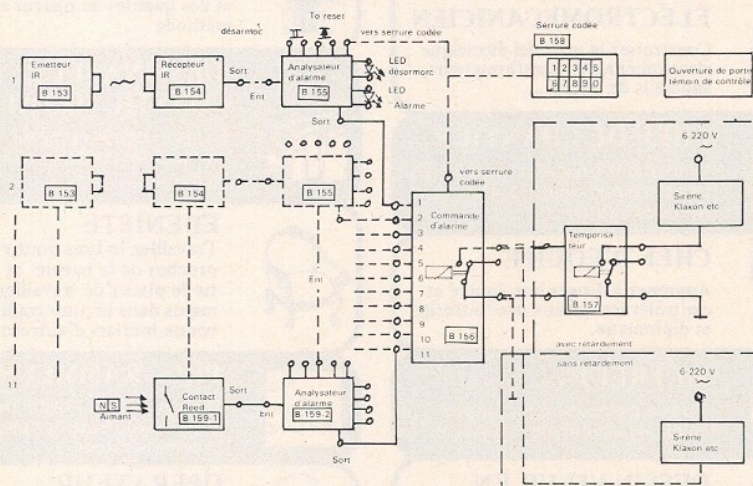 To reset
désarmoc
II
vers serrure codée
Serrure codée
B 158
1 2 3 4 5
6 7 8 9 0
Ouverture de porte
témoin de contrôle
1
Emetteur
IR
B 153
Récepteur
IR
B 154
Sort
Ent
Analysateur
d'alarme
B 155
LED
désarmorc
LED
Alarme
Sort
2
B 153
B 154
B 155
Ent
vers serrure
codée
1
2
3
4
5
6
7
8
9
10
11
Commande
d'alarme
B 156
Temporisa
teur
B 157
6-220 V
Sirène
Klaxon etc
avec retardement
sans retardement
6-220 V
Sirène
Klaxon etc
11
N S
Aimant
Contact
Reed
B 159-1
Sort
Ent
Analysateur
d'alarme
B 159-2
Sort